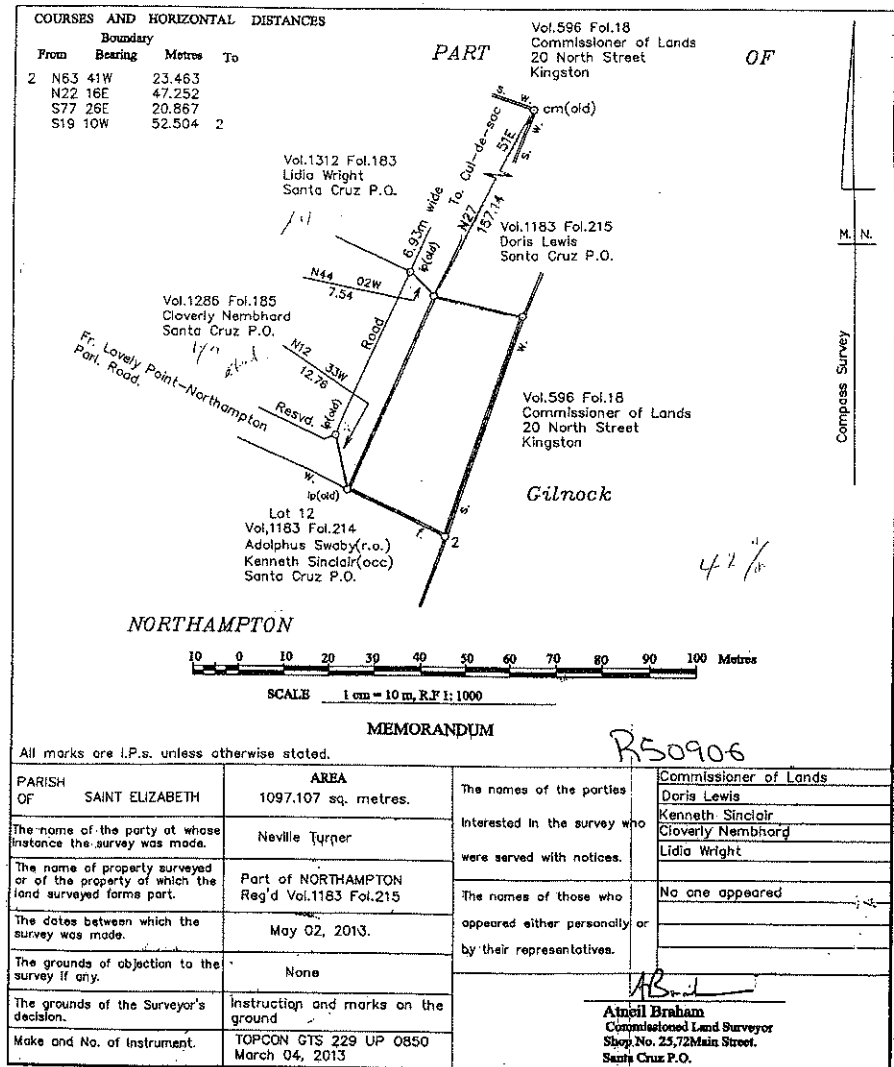 COURSES AND HORIZONTAL DISTANCES
Boundary
From Bearing Metres To
2 N63 41W 23.463
N22 16E 47.252
S77 26E 20.867
S19 10W 52.504 2
PART
OF
Vol.596 Fol.18
Commissioner of Lands
20 North Street
Kingston
s. w.
cm(old)
w.
s.
6.93m wide To. Cul-de-sac
N27 51E
157.14
Vol.1312 Fol.183
Lidia Wright
Santa Cruz P.O.
Vol.1183 Fol.215
Doris Lewis
Santa Cruz P.O.
M. N.
Compass Survey
ip(old)
N44 02W
7.54
Vol.1286 Fol.185
Cloverly Nembhard
Santa Cruz P.O.
Road
N12 33W
12.76
Fr. Lovely Point-Northampton
Parl. Road.
Resvd.
ip(old)
w.
Vol.596 Fol.18
Commissioner of Lands
20 North Street
Kingston
Gilnock
w.
ip(old)
s.
Lot 12
Vol,1183 Fol.214
Adolphus Swaby(r.o.)
Kenneth Sinclair(occ)
Santa Cruz P.O.
f.
2
NORTHAMPTON
10 0 10 20 30 40 50 60 70 80 90 100 Metres
SCALE 1 cm = 10 m, R.F 1: 1000
MEMORANDUM
R50906
All marks are I.P.s. unless otherwise stated.
PARISH
OF SAINT ELIZABETH
AREA
1097.107 sq. metres.
The name of the party at whose
instance the survey was made.
Neville Turner
The name of property surveyed
or of the property of which the
land surveyed forms part.
Part of NORTHAMPTON
Reg'd Vol.1183 Fol.215
The dates between which the
survey was made.
May 02, 2013.
The grounds of objection to the
survey if any.
None
The grounds of the Surveyor's
decision.
Instruction and marks on the
ground
Make and No. of Instrument.
TOPCON GTS 229 UP 0850
March 04, 2013
The names of the parties
interested in the survey who
were served with notices.
Commissioner of Lands
Doris Lewis
Kenneth Sinclair
Cloverly Nembhard
Lidia Wright
The names of those who
appeared either personally or
by their representatives.
No one appeared
Atneil Braham
Commissioned Land Surveyor
Shop No. 25,72Main Street.
Santa Cruz P.O.